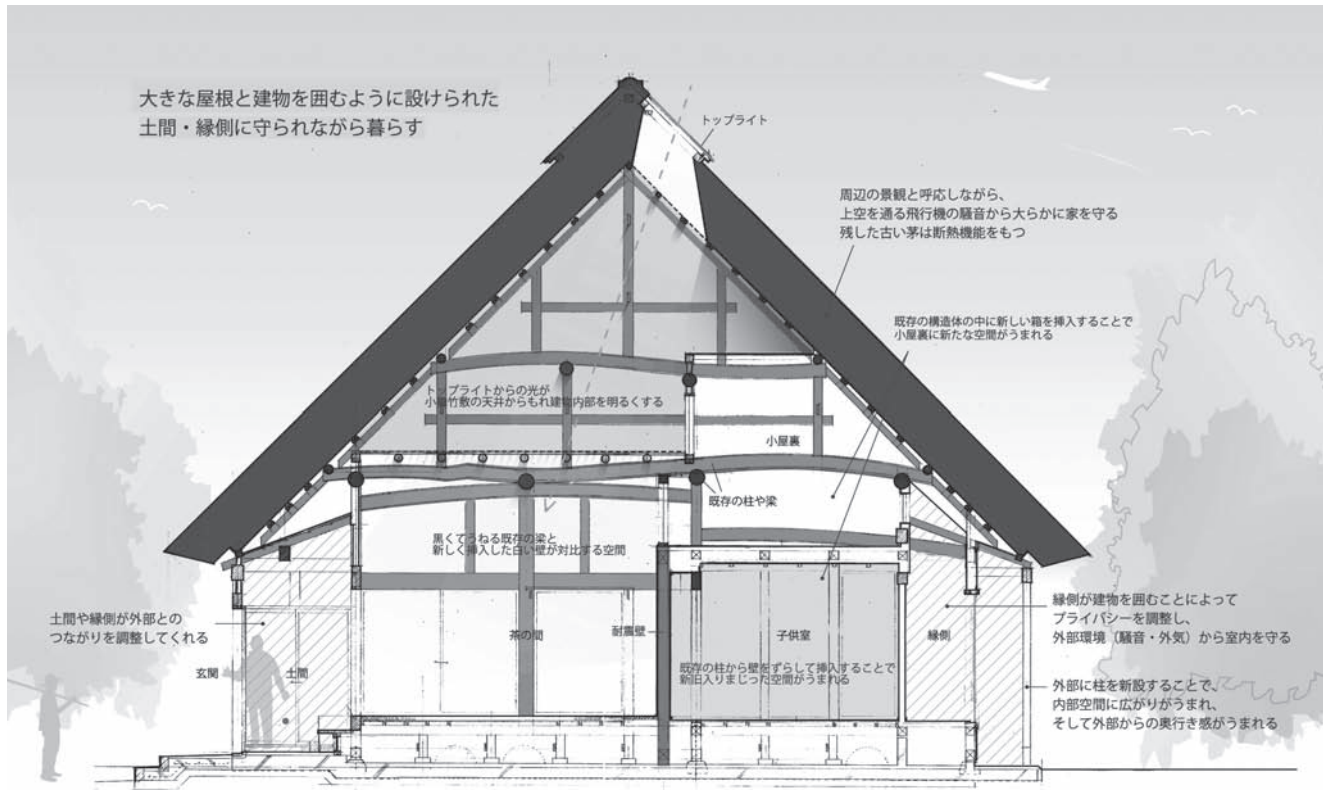 大きな屋根と建物を囲むように設けられた
土間・縁側に守られながら暮らす
トップライト
周辺の景観と呼応しながら、
上空を通る飛行機の騒音から大らかに家を守る
残した古い茅は断熱機能をもつ
既存の構造体の中に新しい箱を挿入することで
小屋裏に新たな空間がうまれる
トップライトからの光が
小舞竹敷の天井からもれ建物内部を明るくする
小屋裏
既存の柱や梁
黒くてうねる既存の梁と
新しく挿入した白い壁が対比する空間
土間や縁側が外部との
つながりを調整してくれる
玄関
土間
茶の間
耐震壁
子供室
既存の柱から壁をずらして挿入することで
新旧入りまじった空間がうまれる
縁側
縁側が建物を囲むことによって
プライバシーを調整し、
外部環境（騒音・外気）から室内を守る
外部に柱を新設することで、
内部空間に広がりがうまれ、
そして外部からの奥行き感がうまれる